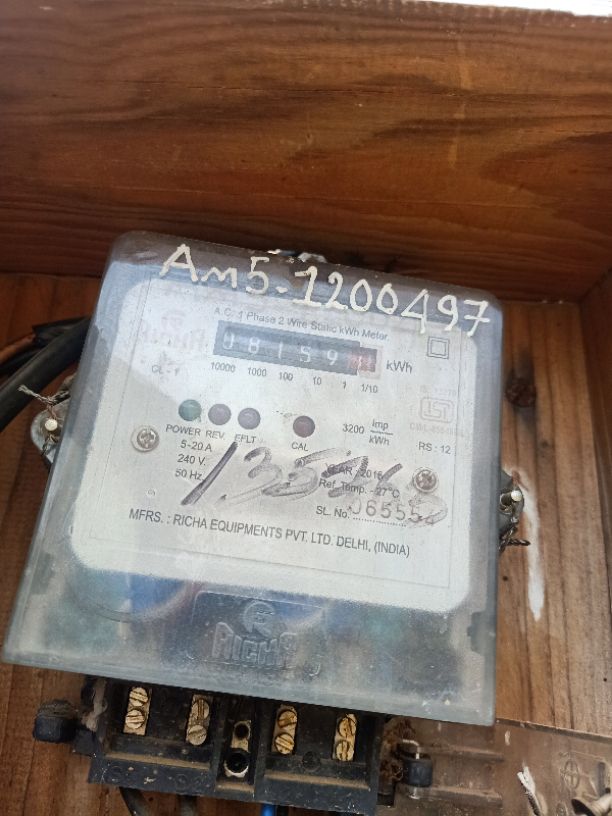 Am5-1200497
A.C. 1 Phase 2 Wire Static kWh Meter
kWh
10000 1000 100 10 1 1/10
CL : 1
POWER REV. EFLT CAL
3200 imp/kWh
RS : 12
5-20 A
240 V.
50 Hz.
YEAR : 2016
Ref. Temp. - 27°C
SL. No.
MFRS. : RICHA EQUIPMENTS PVT. LTD. DELHI, (INDIA)
RICHA